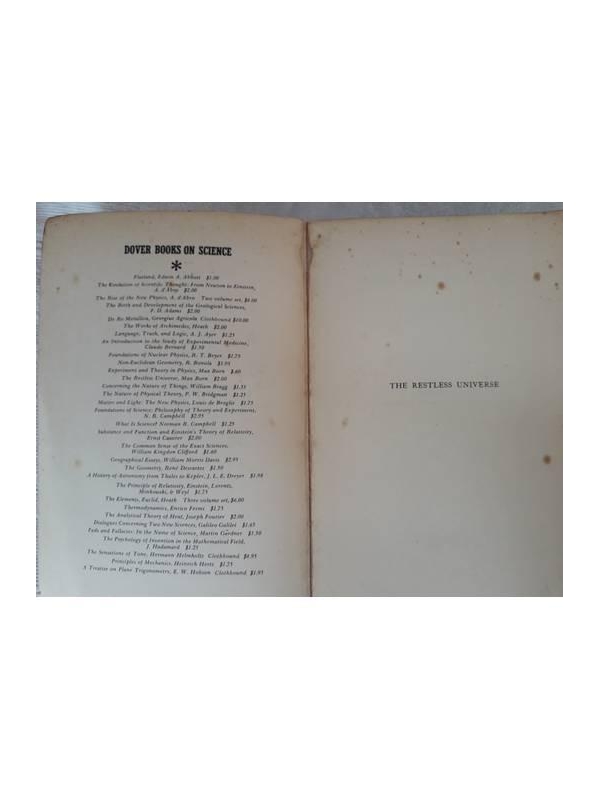 DOVER BOOKS ON SCIENCE
*
Flatland, Edwin A. Abbott $1.00
The Evolution of Scientific Thought: From Newton to Einstein,
A. d'Abro $2.00
The Rise of the New Physics, A. d'Abro Two volume set, $4.00
The Birth and Development of the Geological Sciences,
F. D. Adams $2.00
De Re Metallica, Georgius Agricola Clothbound $10.00
The Works of Archimedes, Heath $2.00
Language, Truth, and Logic, A. J. Ayer $1.25
An Introduction to the Study of Experimental Medicine,
Claude Bernard $1.50
Foundations of Nuclear Physics, R. T. Beyer $1.75
Non-Euclidean Geometry, R. Bonola $1.95
Experiment and Theory in Physics, Max Born $.60
The Restless Universe, Max Born $2.00
Concerning the Nature of Things, William Bragg $1.35
The Nature of Physical Theory, P. W. Bridgman $1.25
Foundations of Science: Philosophy of Theory and Experiment,
N. R. Campbell $2.95
What Is Science? Norman R. Campbell $1.25
Substance and Function and Einstein's Theory of Relativity,
Ernst Cassirer $2.00
The Common Sense of the Exact Sciences,
William Kingdon Clifford $1.60
Geographical Essays, William Morris Davis $2.95
The Geometry, René Descartes $1.50
A History of Astronomy from Thales to Kepler, J. L. E. Dreyer $1.98
The Principle of Relativity, Einstein, Lorentz,
Minkowski, & Weyl $1.75
The Elements, Euclid, Heath Three volume set, $6.00
Thermodynamics, Enrico Fermi $1.75
The Analytical Theory of Heat, Joseph Fourier $2.00
Dialogues Concerning Two New Sciences, Galileo Galilei $1.65
Fads and Fallacies: In the Name of Science, Martin Gardner $1.50
The Psychology of Invention in the Mathematical Field,
J. Hadamard $1.25
The Sensations of Tone, Hermann Helmholtz Clothbound $4.95
Principles of Mechanics, Heinrich Hertz $1.75
A Treatise on Plane Trigonometry, E. W. Hobson Clothbound $1.95
Matter and Light: The New Physics, Louis de Broglie $1.75
THE RESTLESS UNIVERSE